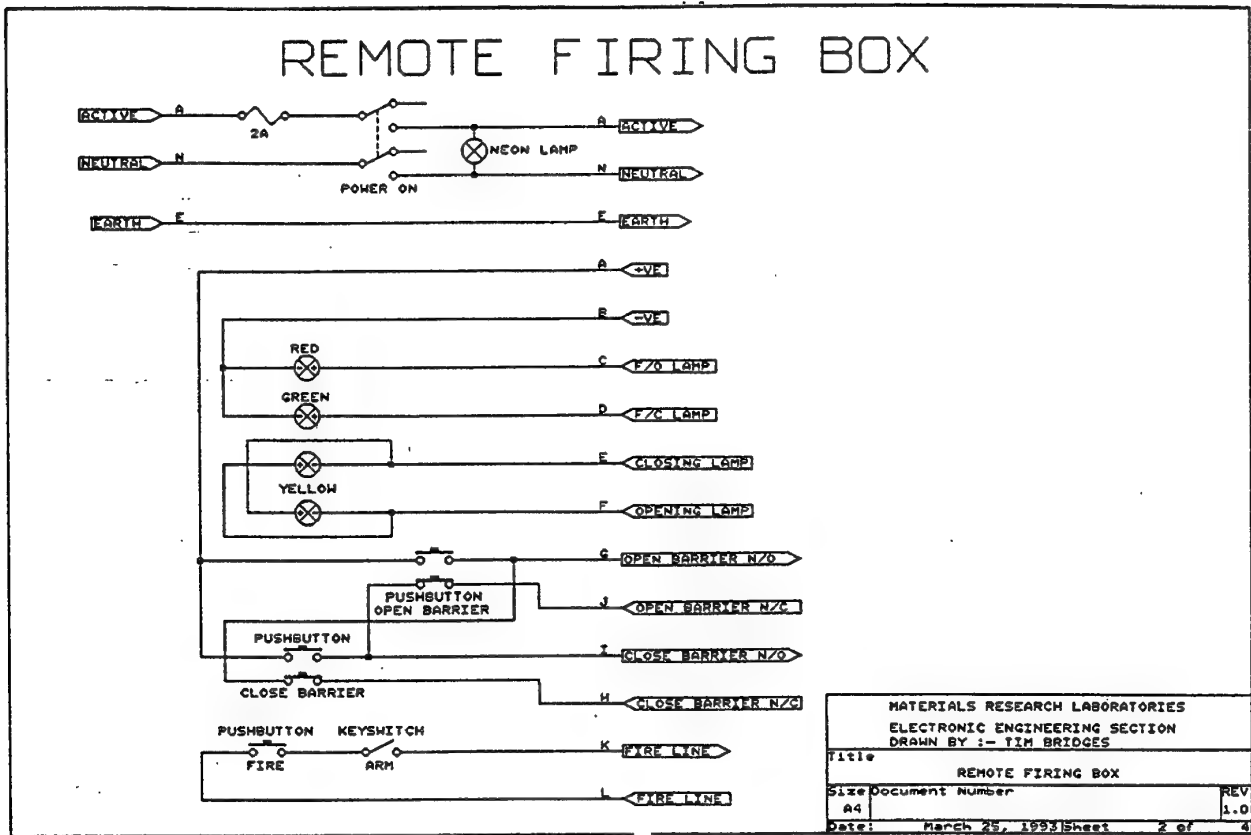 REMOTE FIRING BOX
ACTIVE A 2A A ACTIVE
NEON LAMP
NEUTRAL N N NEUTRAL
POWER ON
EARTH E E EARTH
A +VE
B -VE
RED
C F/O LAMP
GREEN
D F/C LAMP
E CLOSING LAMP
YELLOW
F OPENING LAMP
G OPEN BARRIER N/O
PUSHBUTTON
OPEN BARRIER
J OPEN BARRIER N/C
PUSHBUTTON
I CLOSE BARRIER N/O
CLOSE BARRIER
H CLOSE BARRIER N/C
PUSHBUTTON KEYSWITCH
K FIRE LINE
FIRE ARM
L FIRE LINE
MATERIALS RESEARCH LABORATORIES
ELECTRONIC ENGINEERING SECTION
DRAWN BY :- TIM BRIDGES
Title
REMOTE FIRING BOX
Size Document Number REV
A4 1.0
Date: March 25, 1993 Sheet 2 of 4